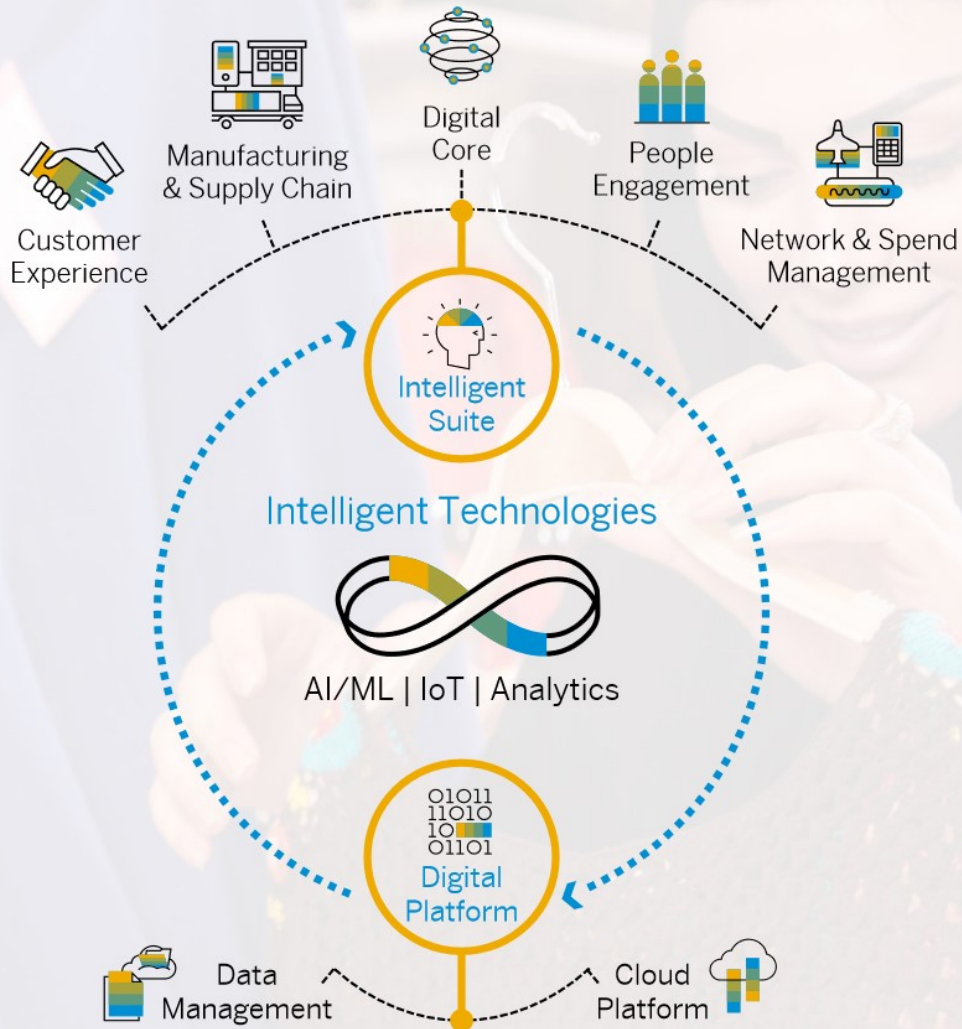 Digital
Core
Manufacturing
& Supply Chain
People
Engagement
Customer
Experience
Network & Spend
Management
Intelligent
Suite
Intelligent Technologies
AI/ML | IoT | Analytics
01011
11010
10
01101
Digital
Platform
Data
Management
Cloud
Platform